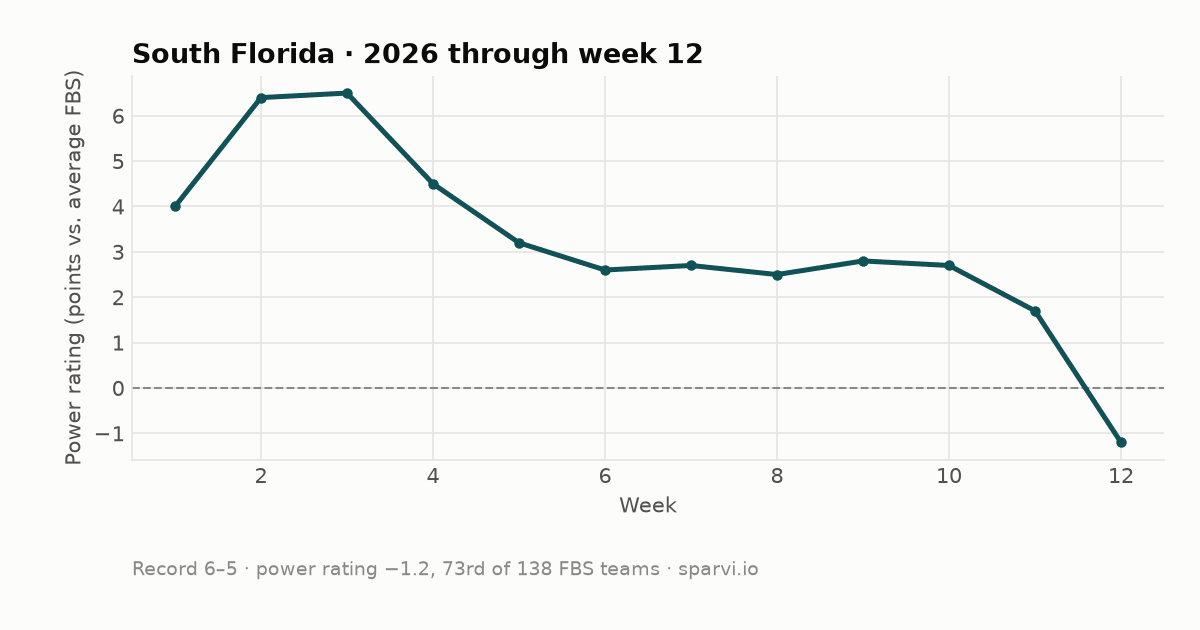 South Florida · 2026 through week 12
Power rating (points vs. average FBS)
6
5
4
3
2
1
0
−1
2 4 6 8 10 12
Week
Record 6–5 · power rating −1.2, 73rd of 138 FBS teams · sparvi.io